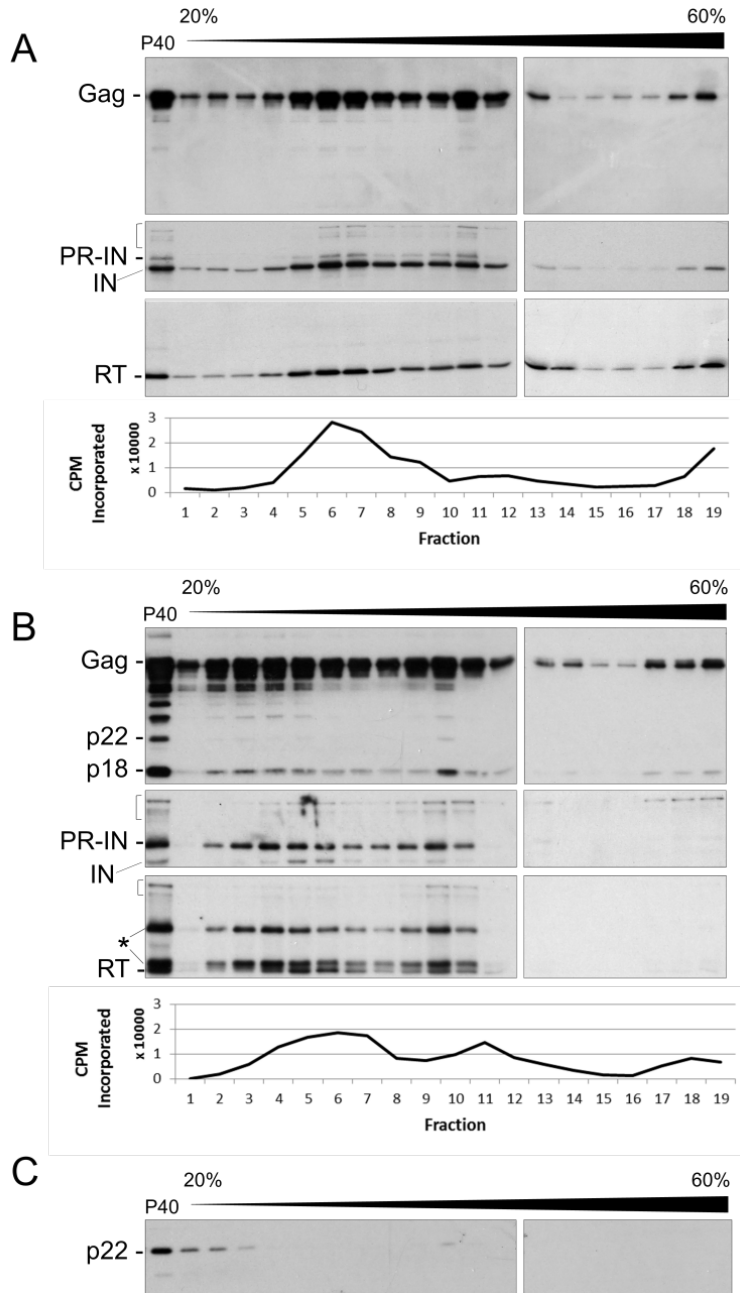 20% 60%
P40
A
Gag -
PR-IN -
IN
RT -
CPM
Incorporated
x 10000
3
2
1
0
1 2 3 4 5 6 7 8 9 10 11 12 13 14 15 16 17 18 19
Fraction
20% 60%
P40
B
Gag -
p22 -
p18 -
PR-IN -
IN
*
RT -
CPM
Incorporated
x 10000
3
2
1
0
1 2 3 4 5 6 7 8 9 10 11 12 13 14 15 16 17 18 19
Fraction
C
20% 60%
P40
p22 -